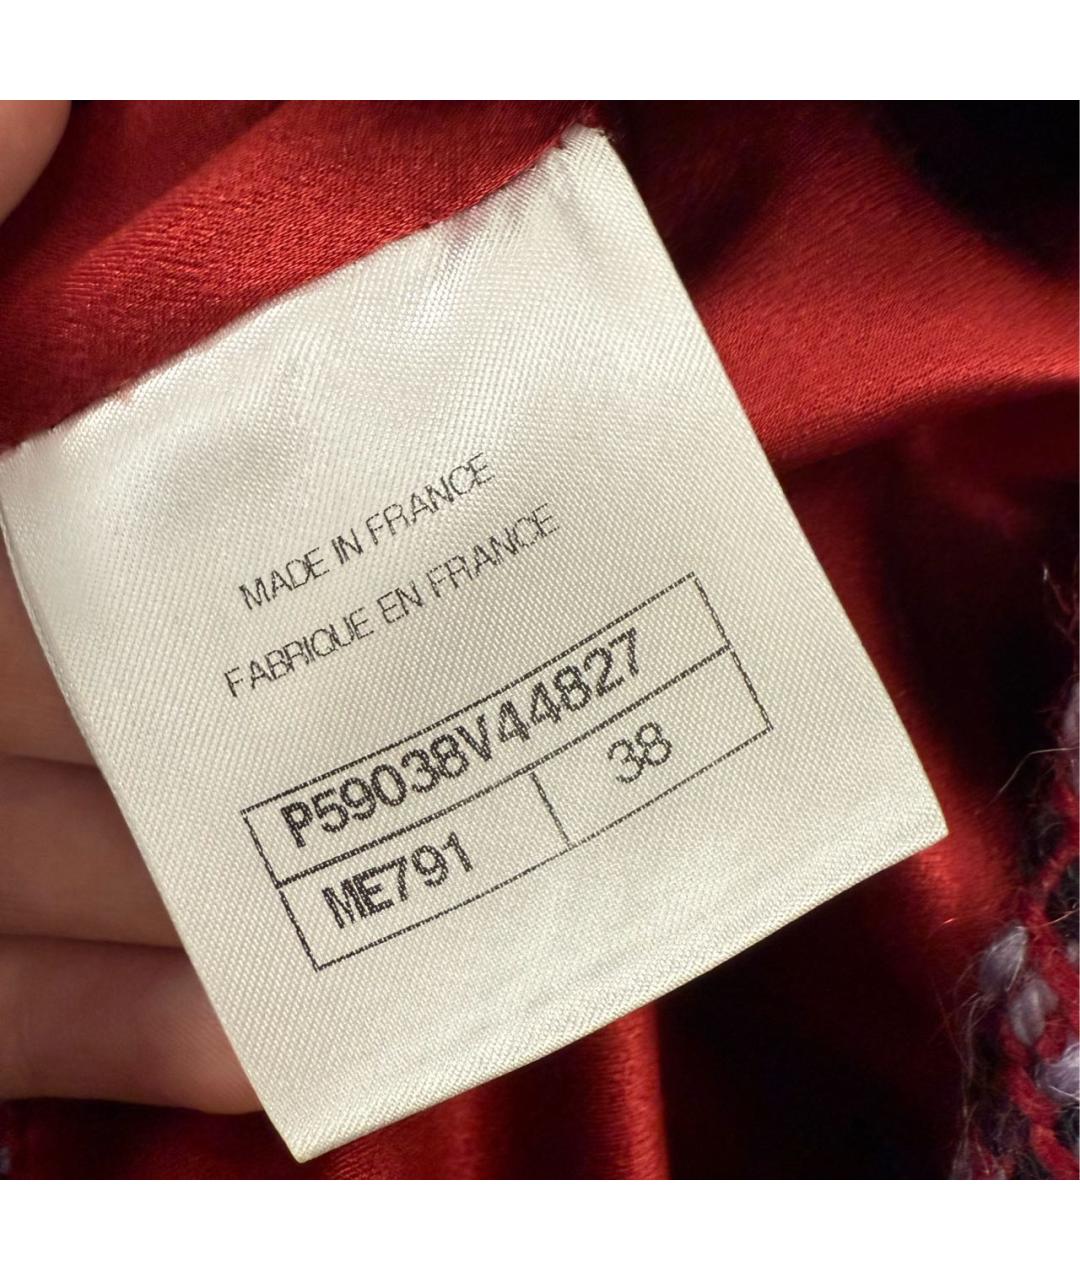 MADE IN FRANCE
FABRIQUE EN FRANCE
P59038V44827
ME791 38